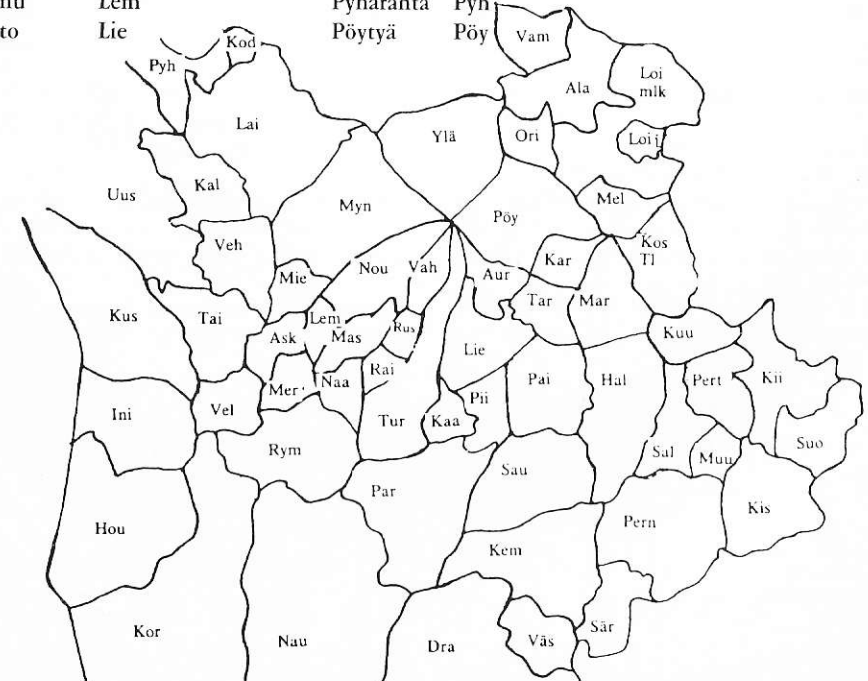 Lem Pyhäranta Pyh
to Lie Pöytyä Pöy
Vam
Kod
Pyh
Loi
mlk
Ala
Lai
Ylä
Ori
Loi
Kal
Uus
Mel
Myn
Pöy
Veh
Kos
Tl
Kar
Nou
Vah
Aur
Mie
Tar
Mar
Kus
Tai
Lem
Rus
Ask
Mas
Kuu
Lie
Rai
Pai
Hal
Pert
Kii
Naa
Mer
Pii
Ini
Vel
Tur
Kaa
Suo
Rym
Sal
Muu
Par
Sau
Kis
Hou
Pern
Kem
Kor
Nau
Dra
Väs
Sär